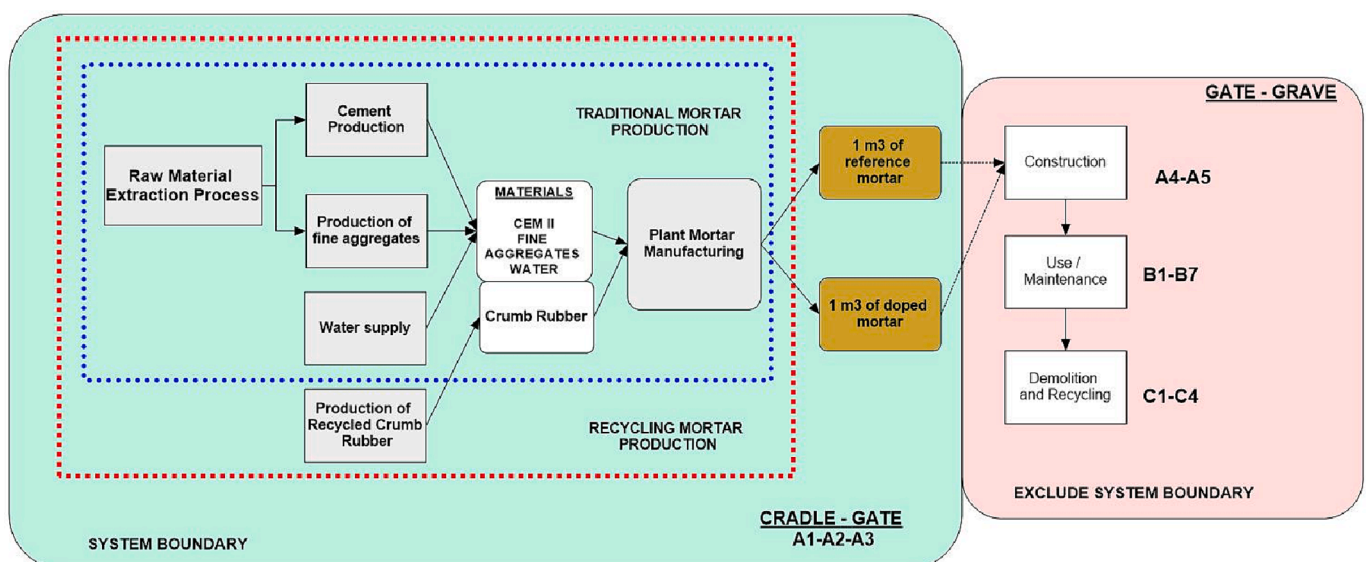 GATE - GRAVE
Cement
Production
TRADITIONAL MORTAR
PRODUCTION
1 m3 of
reference
mortar
Construction
A4-A5
Raw Material
Extraction Process
MATERIALS
CEM II
FINE
AGGREGATES
WATER
Production of
fine aggregates
Plant Mortar
Manufacturing
Use /
Maintenance
B1-B7
Water supply
Crumb Rubber
1 m3 of doped
mortar
Demolition
and Recycling
C1-C4
Production of
Recycled Crumb
Rubber
RECYCLING MORTAR
PRODUCTION
EXCLUDE SYSTEM BOUNDARY
CRADLE - GATE
A1-A2-A3
SYSTEM BOUNDARY